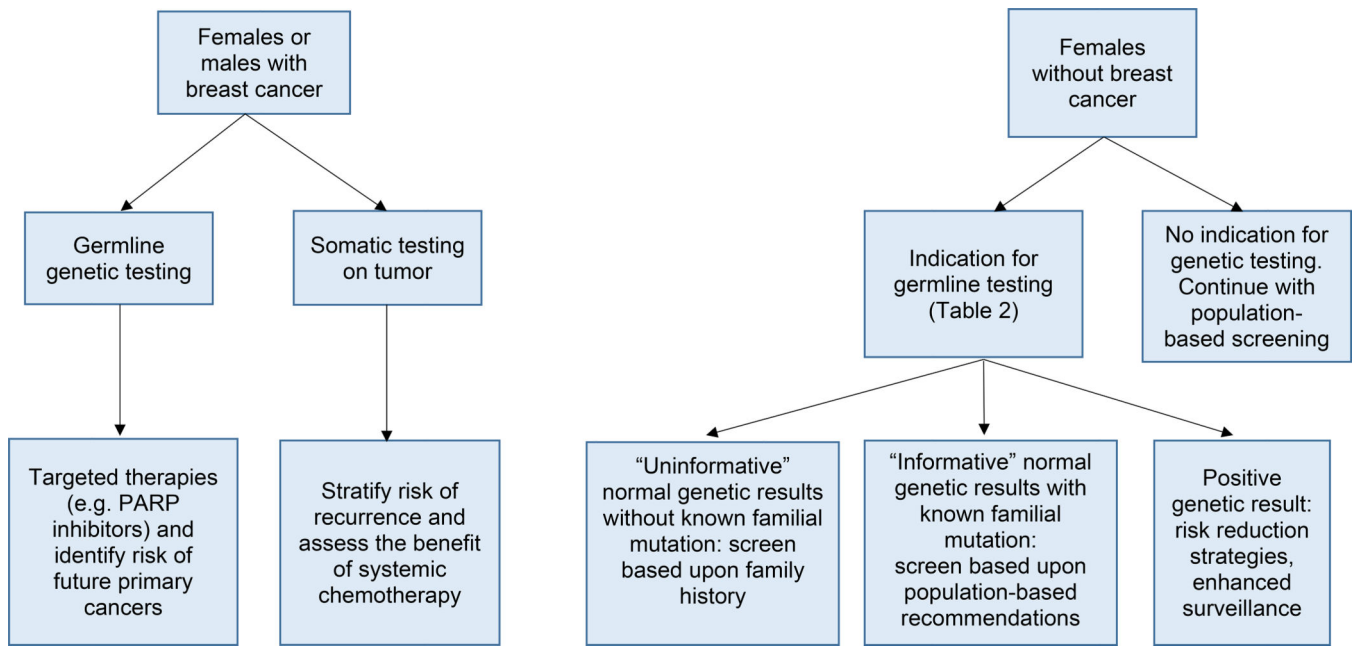 Females or
males with
breast cancer
Females
without breast
cancer
Germline
genetic testing
Somatic testing
on tumor
Indication for
germline testing
(Table 2)
No indication for
genetic testing.
Continue with
population-
based screening
Targeted therapies
(e.g. PARP
inhibitors) and
identify risk of
future primary
cancers
Stratify risk of
recurrence and
assess the benefit
of systemic
chemotherapy
“Uninformative”
normal genetic results
without known familial
mutation: screen
based upon family
history
“Informative” normal
genetic results with
known familial
mutation:
screen based upon
population-based
recommendations
Positive
genetic result:
risk reduction
strategies,
enhanced
surveillance